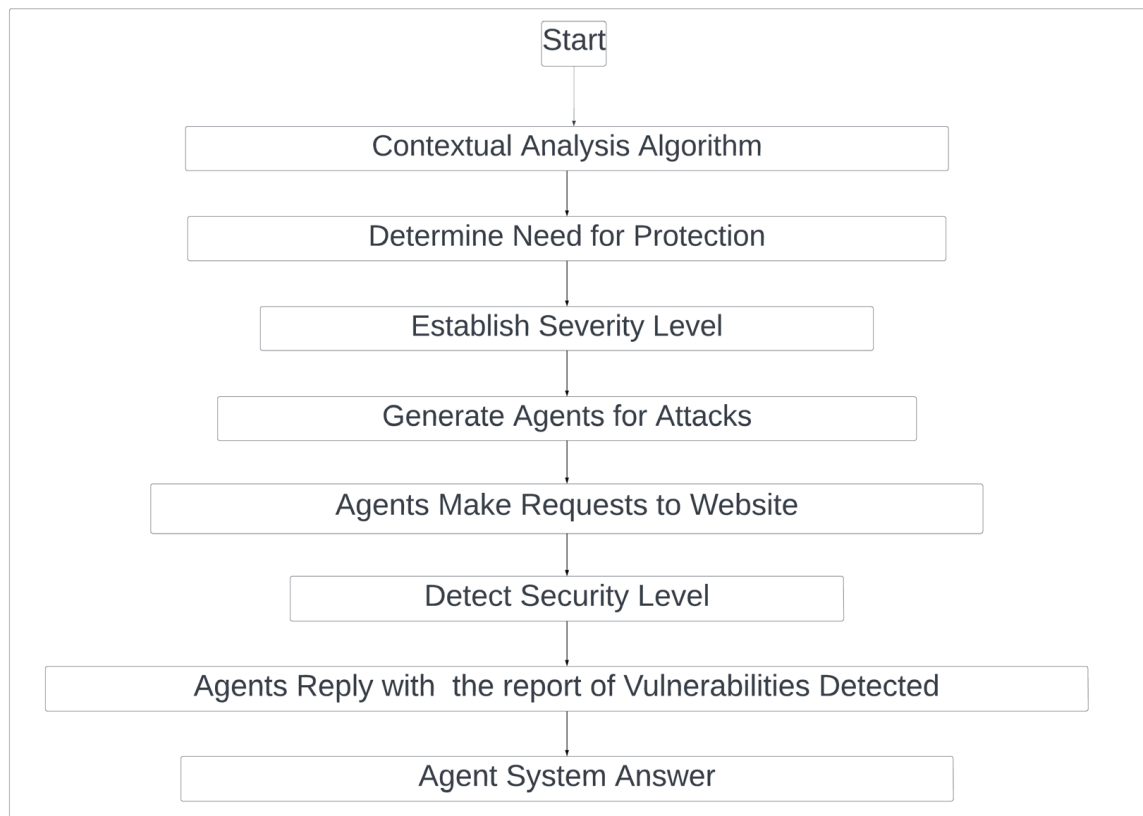 Start
Contextual Analysis Algorithm
Determine Need for Protection
Establish Severity Level
Generate Agents for Attacks
Agents Make Requests to Website
Detect Security Level
Agents Reply with  the report of Vulnerabilities Detected
Agent System Answer